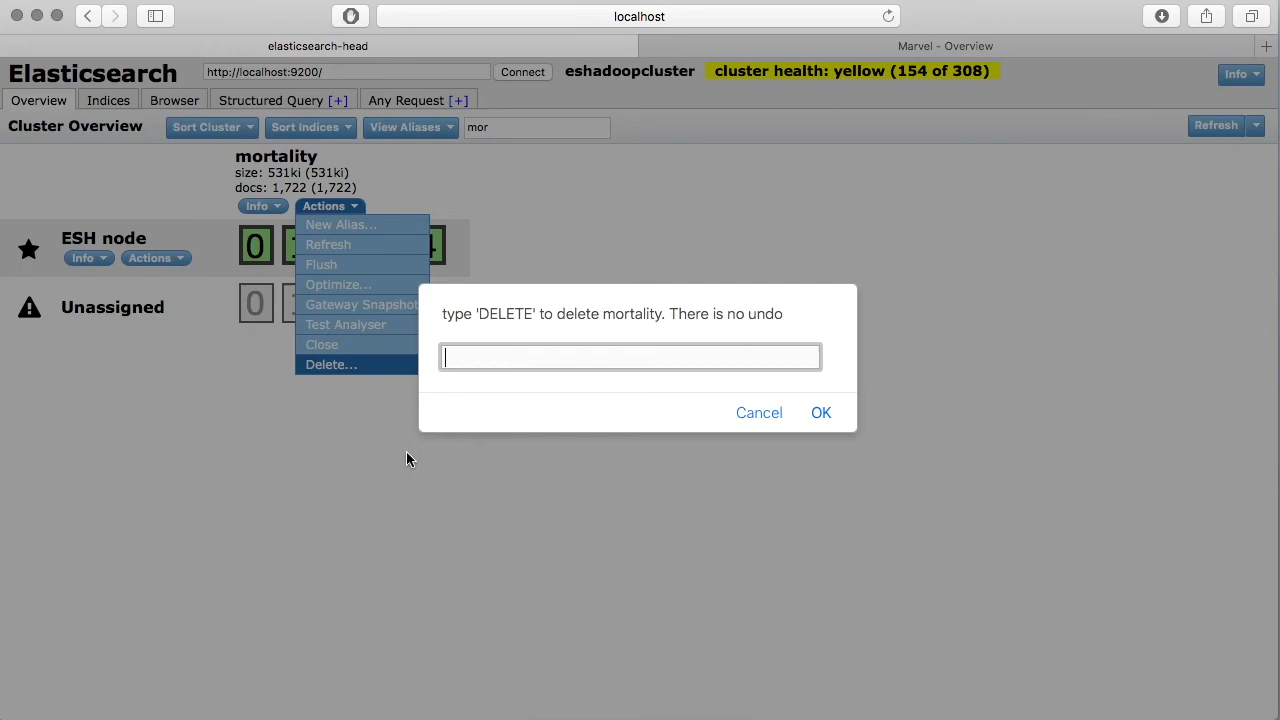 localhost
elasticsearch-head
Marvel - Overview
Elasticsearch
http://localhost:9200/
Connect
eshadoopcluster
cluster health: yellow (154 of 308)
Info
Overview
Indices
Browser
Structured Query [+]
Any Request [+]
Cluster Overview
Sort Cluster
Sort Indices
View Aliases
mor
Refresh
mortality
size: 531ki (531ki)
docs: 1,722 (1,722)
Info
Actions
New Alias...
Refresh
Flush
Optimize...
Gateway Snapshot
Test Analyser
Close
Delete...
ESH node
Info
Actions
0
Unassigned
0
type 'DELETE' to delete mortality. There is no undo
Cancel
OK